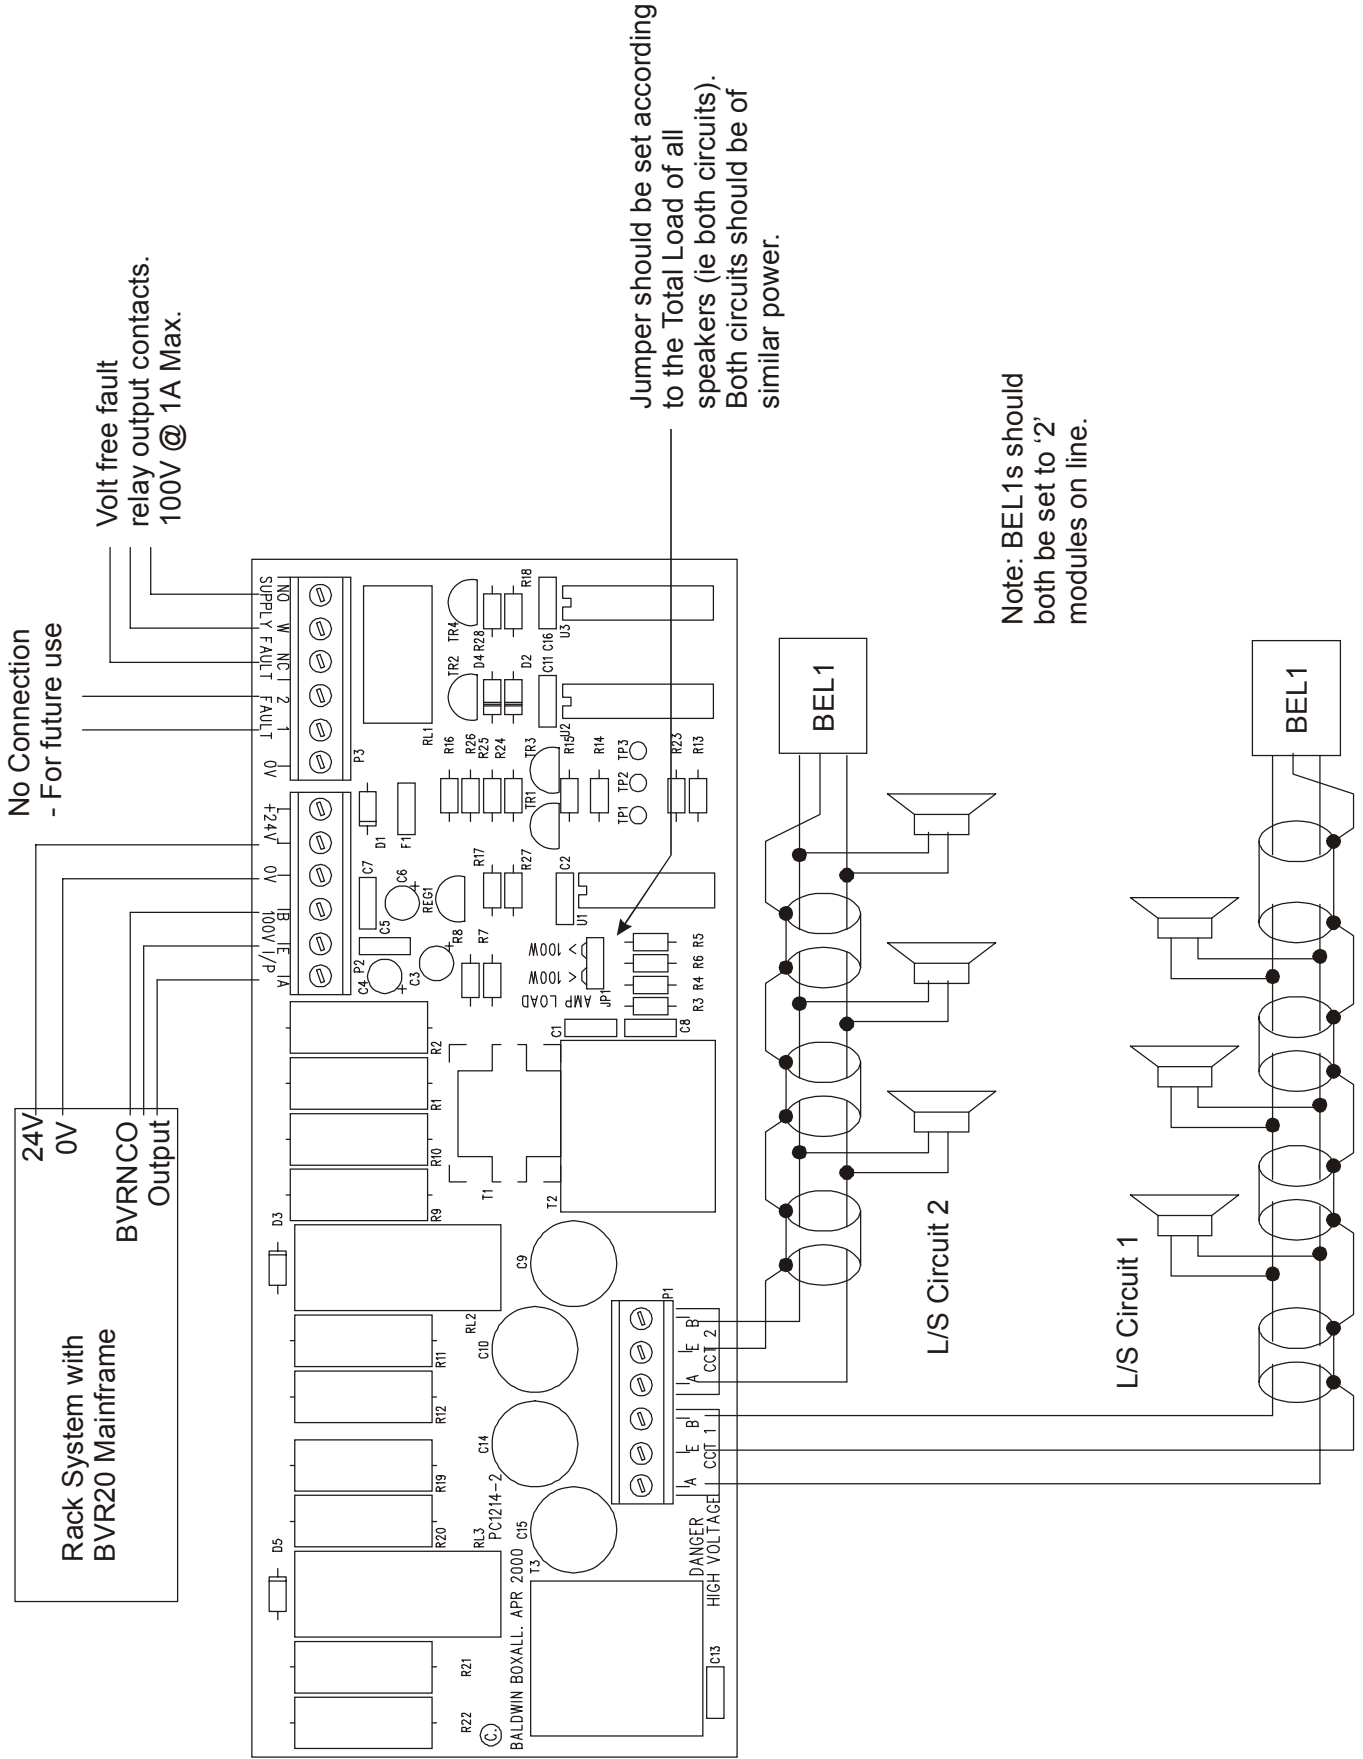 Rack System with
BVR20 Mainframe
24V
0V
BVRNCO
Output
No Connection
- For future use
Volt free fault
relay output contacts.
100V @ 1A Max.
A
E
B
100V I/P
0V
+24V
0V
1
2
FAULT
NC
W
NO
SUPPLY FAULT
P2
P3
D5
D3
D1
F1
C7
C5
C6
C4
C3
REG1
RL1
R22
R21
R20
R19
R12
R11
R9
R10
R1
R2
RL3
RL2
R8
R7
R17
R27
R16
R26
R25
R24
TR2
TR4
D4
R28
D2
R18
TR1
TR3
R15
R14
C11
C16
U2
U3
TP1
TP2
TP3
R23
R13
C2
U1
AMP LOAD
< 100W
> 100W
JP1
R3
R4
R6
R5
C1
C8
T1
T2
T3
C9
C10
C14
C15
C13
PC1214-2
©.
BALDWIN BOXALL. APR 2000
DANGER
HIGH VOLTAGE
P1
A
E
B
CCT 1
A
E
B
CCT 2
Jumper should be set according
to the Total Load of all
speakers (ie both circuits).
Both circuits should be of
similar power.
BEL1
L/S Circuit 2
Note: BEL1s should
both be set to ‘2’
modules on line.
BEL1
L/S Circuit 1